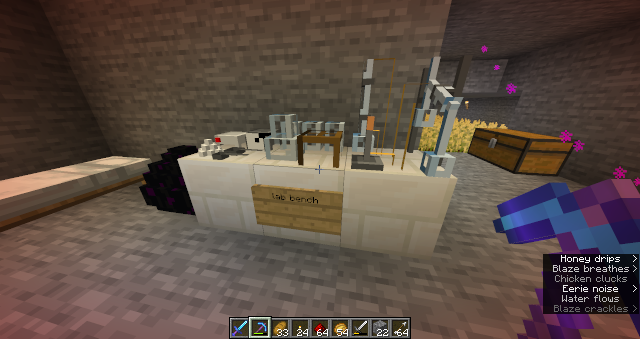 lab bench
Honey drips >
Blaze breathes >
Chicken clucks
Eerie noise >
Water flows
Blaze crackles >
33
24
64
54
22
64